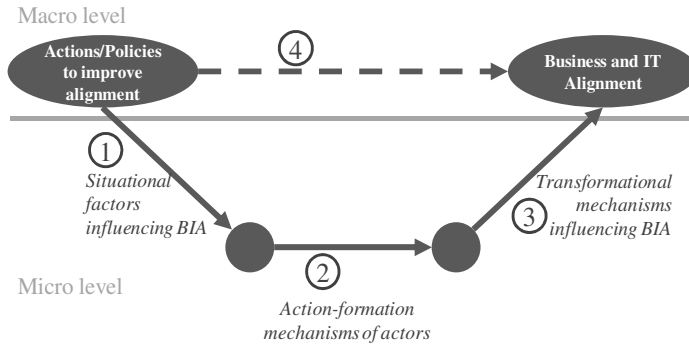 Macro level
Actions/Policies
to improve
alignment
4
Business and IT
Alignment
1
Situational
factors
influencing BIA
Transformational
mechanisms
influencing BIA
3
2
Action-formation
mechanisms of actors
Micro level